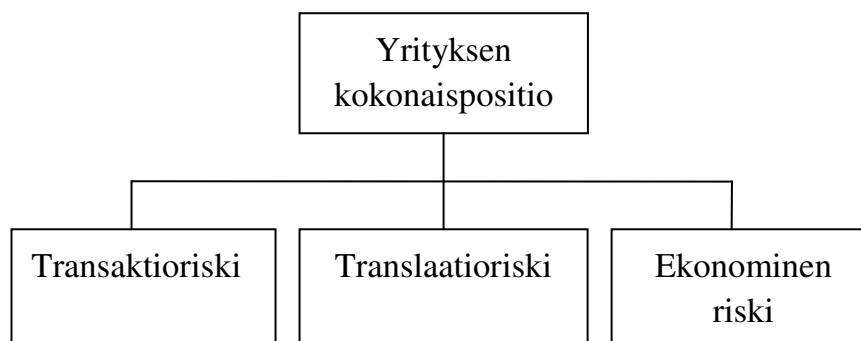 Yrityksen
kokonaispositio
Transaktioriski
Translaatioriski
Ekonominen
riski